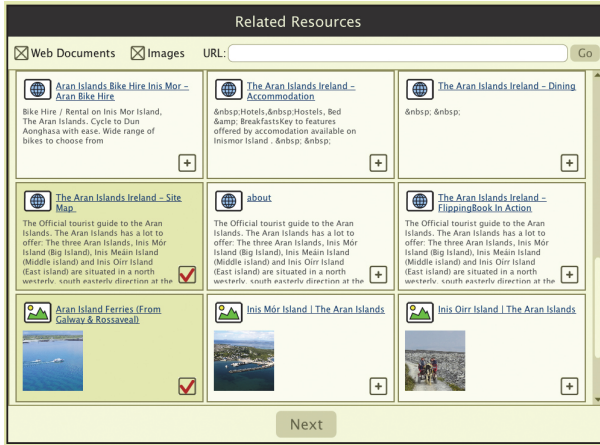 Related Resources
Web Documents Images URL: Go
Aran Islands Bike Hire Inis Mor –
Aran Bike Hire
Bike Hire / Rental on Inis Mor Island,
The Aran Islands. Cycle to Dun
Aonghasa with ease. Wide range of
bikes to choose from
The Aran Islands Ireland –
Accommodation
&nbsp;Hotels,&nbsp;Hostels, Bed
&amp; BreakfastsKey to features
offered by accomodation available on
Inismor Island . &nbsp; &nbsp;
The Aran Islands Ireland – Dining
&nbsp; &nbsp;
The Aran Islands Ireland – Site
Map
The Official tourist guide to the Aran
Islands. The Aran Islands has a lot to
offer: The three Aran Islands, Inis Mór
Island (Big Island), Inis Meáin Island
(Middle island) and Inis Oírr Island
(East island) are situated in a north
westerly, south easterly direction at the
about
The Official tourist guide to the Aran
Islands. The Aran Islands has a lot to
offer: The three Aran Islands, Inis Mór
Island (Big Island), Inis Meáin Island
(Middle island) and Inis Oírr Island
(East island) are situated in a north
westerly, south easterly direction at the
The Aran Islands Ireland –
FlippingBook In Action
The Official tourist guide to the Aran
Islands. The Aran Islands has a lot to
offer: The three Aran Islands, Inis Mór
Island (Big Island), Inis Meáin Island
(Middle island) and Inis Oírr Island
(East island) are situated in a north
westerly, south easterly direction at the
Aran Island Ferries (From
Galway & Rossaveal)
Inis Mór Island | The Aran Islands
Inis Oirr Island | The Aran Islands
Next